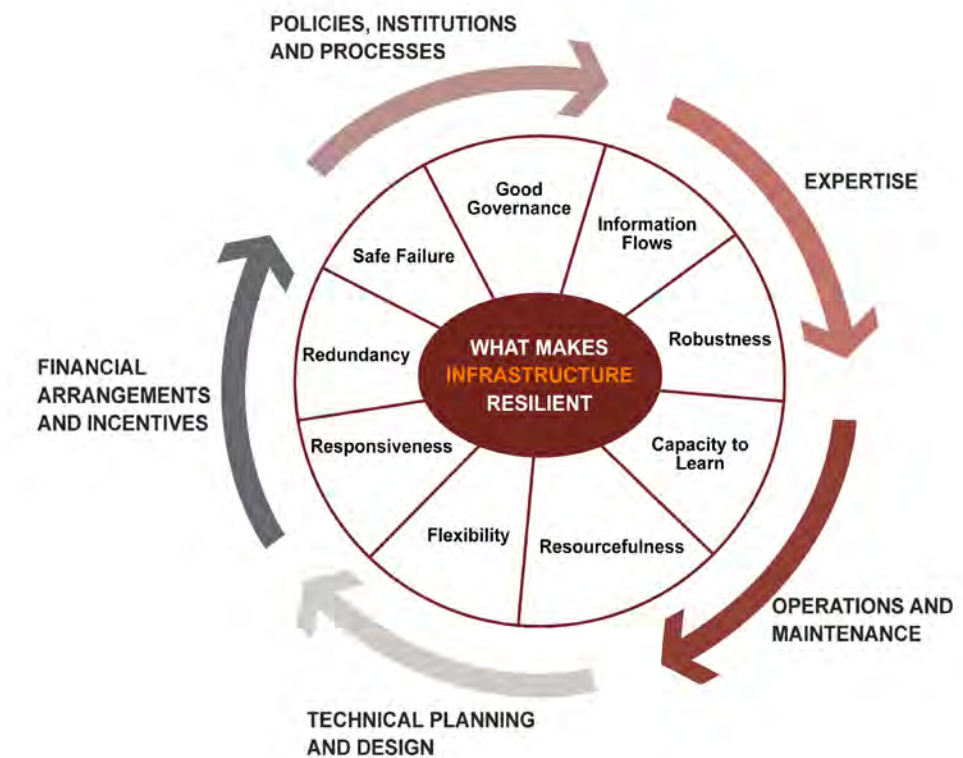 POLICIES, INSTITUTIONS
AND PROCESSES
EXPERTISE
OPERATIONS AND
MAINTENANCE
TECHNICAL PLANNING
AND DESIGN
FINANCIAL
ARRANGEMENTS
AND INCENTIVES
Good
Governance
Information
Flows
Robustness
Capacity to
Learn
Resourcefulness
Flexibility
Responsiveness
Redundancy
Safe Failure
WHAT MAKES
INFRASTRUCTURE
RESILIENT